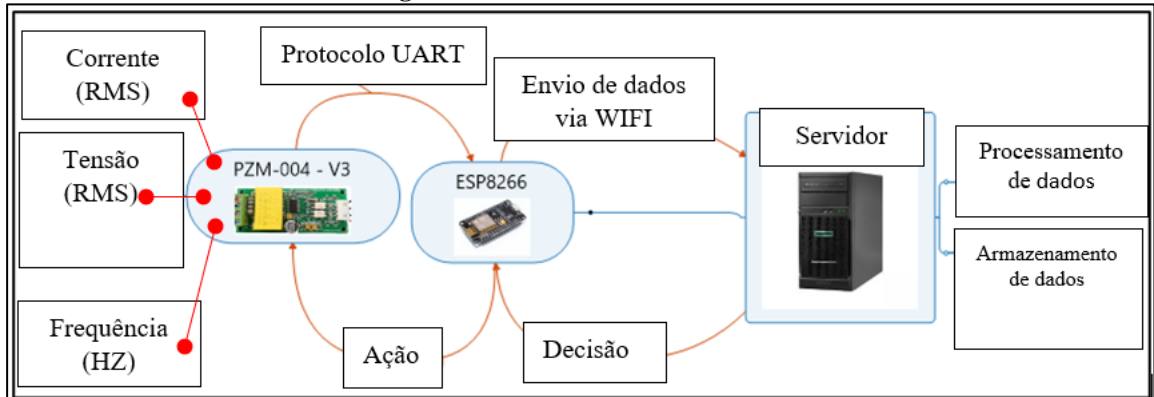 Corrente
(RMS)
Tensão
(RMS)
Frequência
(HZ)
Protocolo UART
PZM-004 - V3
Ação
ESP8266
Envio de dados
via WIFI
Decisão
Servidor
Processamento
de dados
Armazenamento
de dados